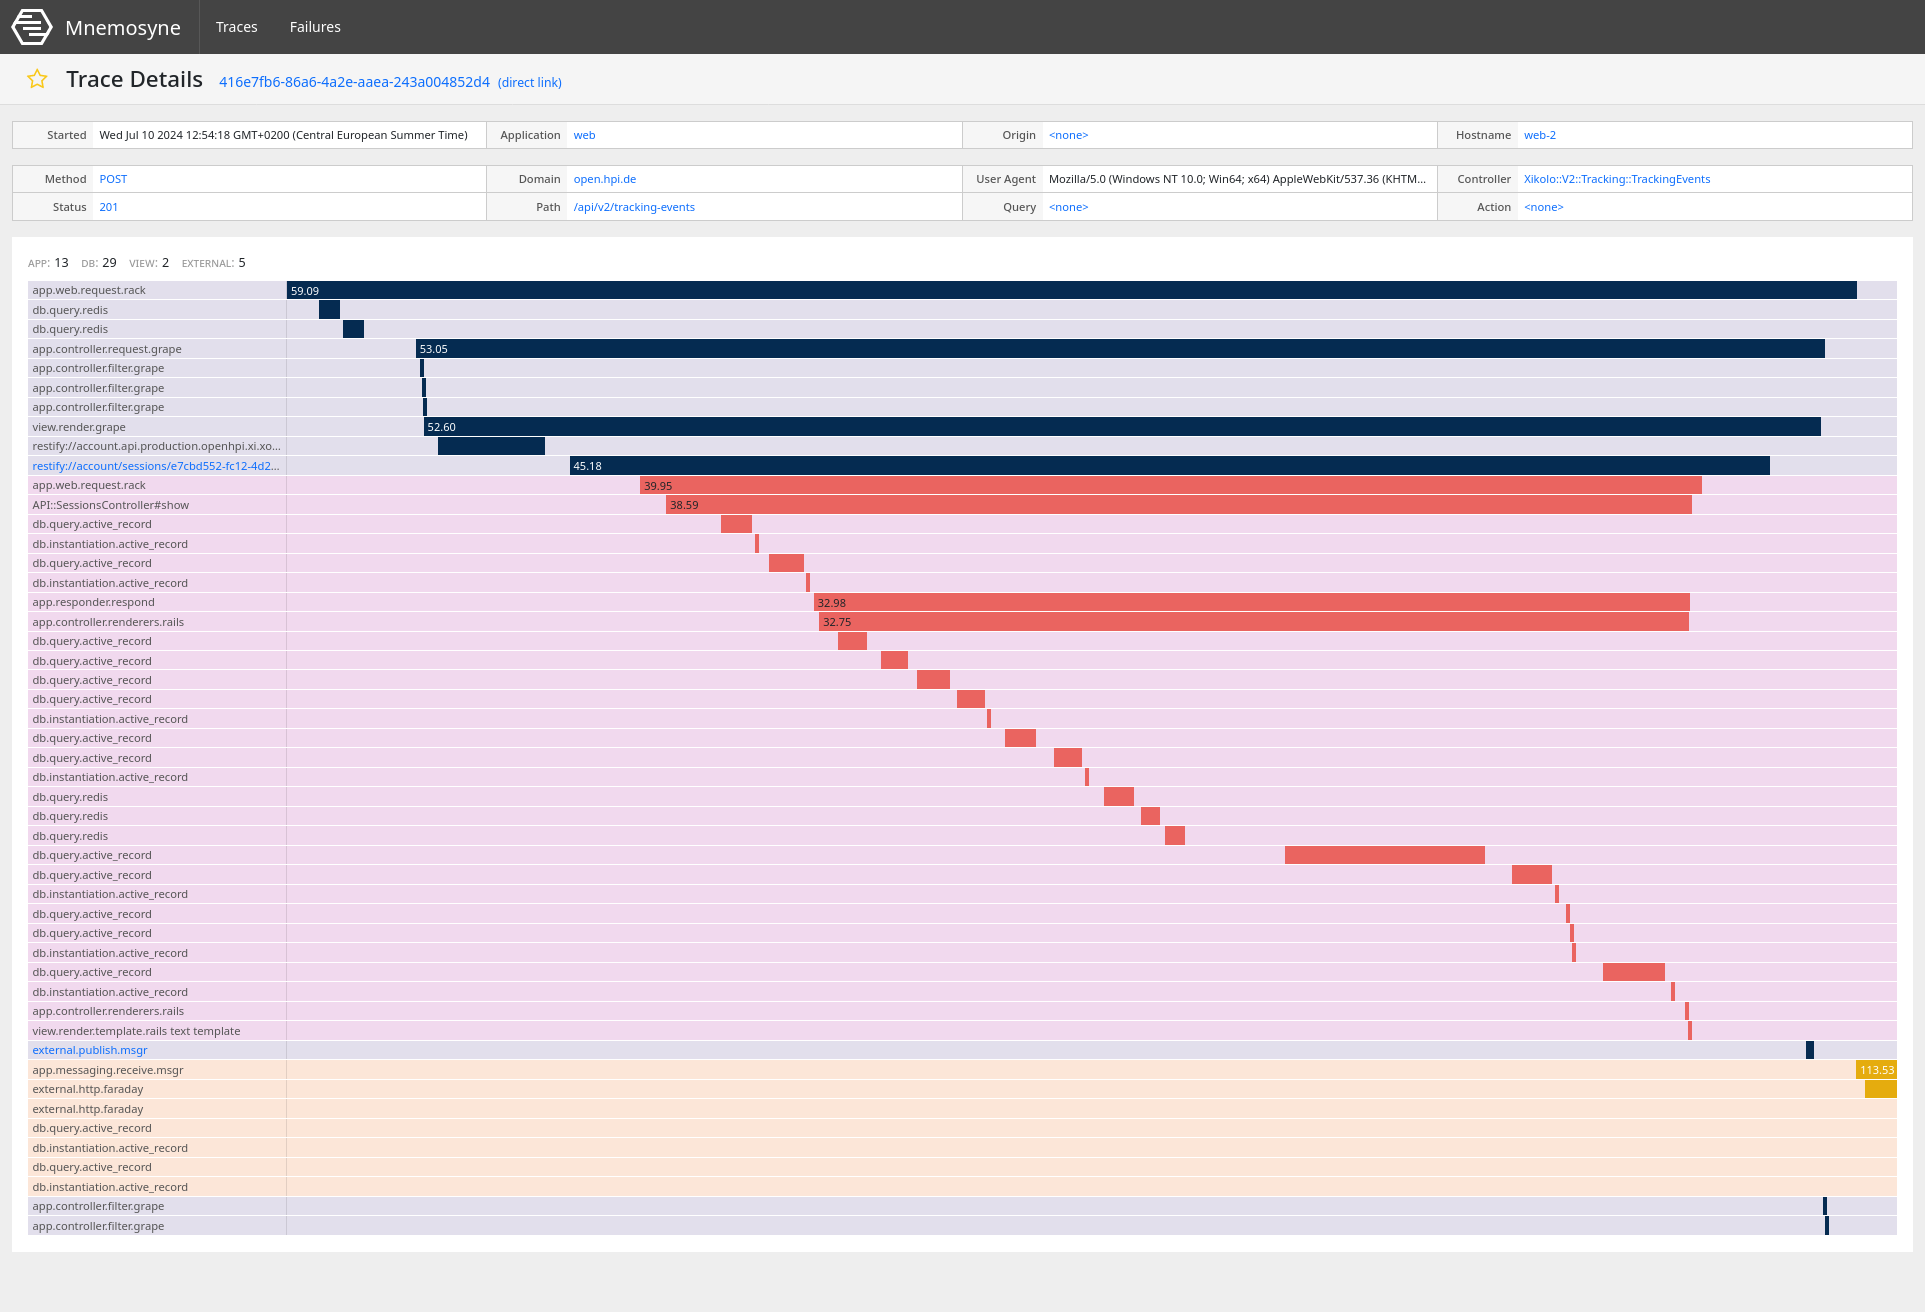 Mnemosyne Traces Failures
Trace Details 416e7fb6-86a6-4a2e-aaea-243a004852d4 (direct link)
Started Wed Jul 10 2024 12:54:18 GMT+0200 (Central European Summer Time) Application web Origin <none> Hostname web-2
Method POST Domain open.hpi.de User Agent Mozilla/5.0 (Windows NT 10.0; Win64; x64) AppleWebKit/537.36 (KHTM... Controller Xikolo::V2::Tracking::TrackingEvents
Status 201 Path /api/v2/tracking-events Query <none> Action <none>
APP: 13 DB: 29 VIEW: 2 EXTERNAL: 5
app.web.request.rack 59.09
db.query.redis
db.query.redis
app.controller.request.grape 53.05
app.controller.filter.grape
app.controller.filter.grape
app.controller.filter.grape
view.render.grape 52.60
restify://account.api.production.openhpi.xi.xo...
restify://account/sessions/e7cbd552-fc12-4d2... 45.18
app.web.request.rack 39.95
API::SessionsController#show 38.59
db.query.active_record
db.instantiation.active_record
db.query.active_record
db.instantiation.active_record
app.responder.respond 32.98
app.controller.renderers.rails 32.75
db.query.active_record
db.query.active_record
db.query.active_record
db.query.active_record
db.instantiation.active_record
db.query.active_record
db.query.active_record
db.instantiation.active_record
db.query.redis
db.query.redis
db.query.redis
db.query.active_record
db.query.active_record
db.instantiation.active_record
db.query.active_record
db.query.active_record
db.instantiation.active_record
db.query.active_record
db.instantiation.active_record
app.controller.renderers.rails
view.render.template.rails text template
external.publish.msgr
app.messaging.receive.msgr 113.53
external.http.faraday
external.http.faraday
db.query.active_record
db.instantiation.active_record
db.query.active_record
db.instantiation.active_record
app.controller.filter.grape
app.controller.filter.grape